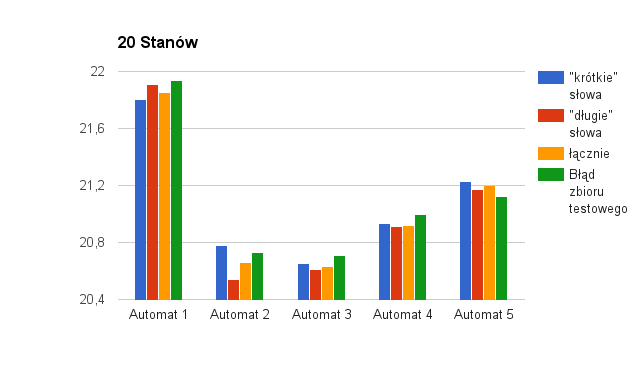 20 Stanów
22
21,6
21,2
20,8
20,4
Automat 1
Automat 2
Automat 3
Automat 4
Automat 5
"krótkie"
słowa
"długie"
słowa
łącznie
Błąd
zbioru
testowego